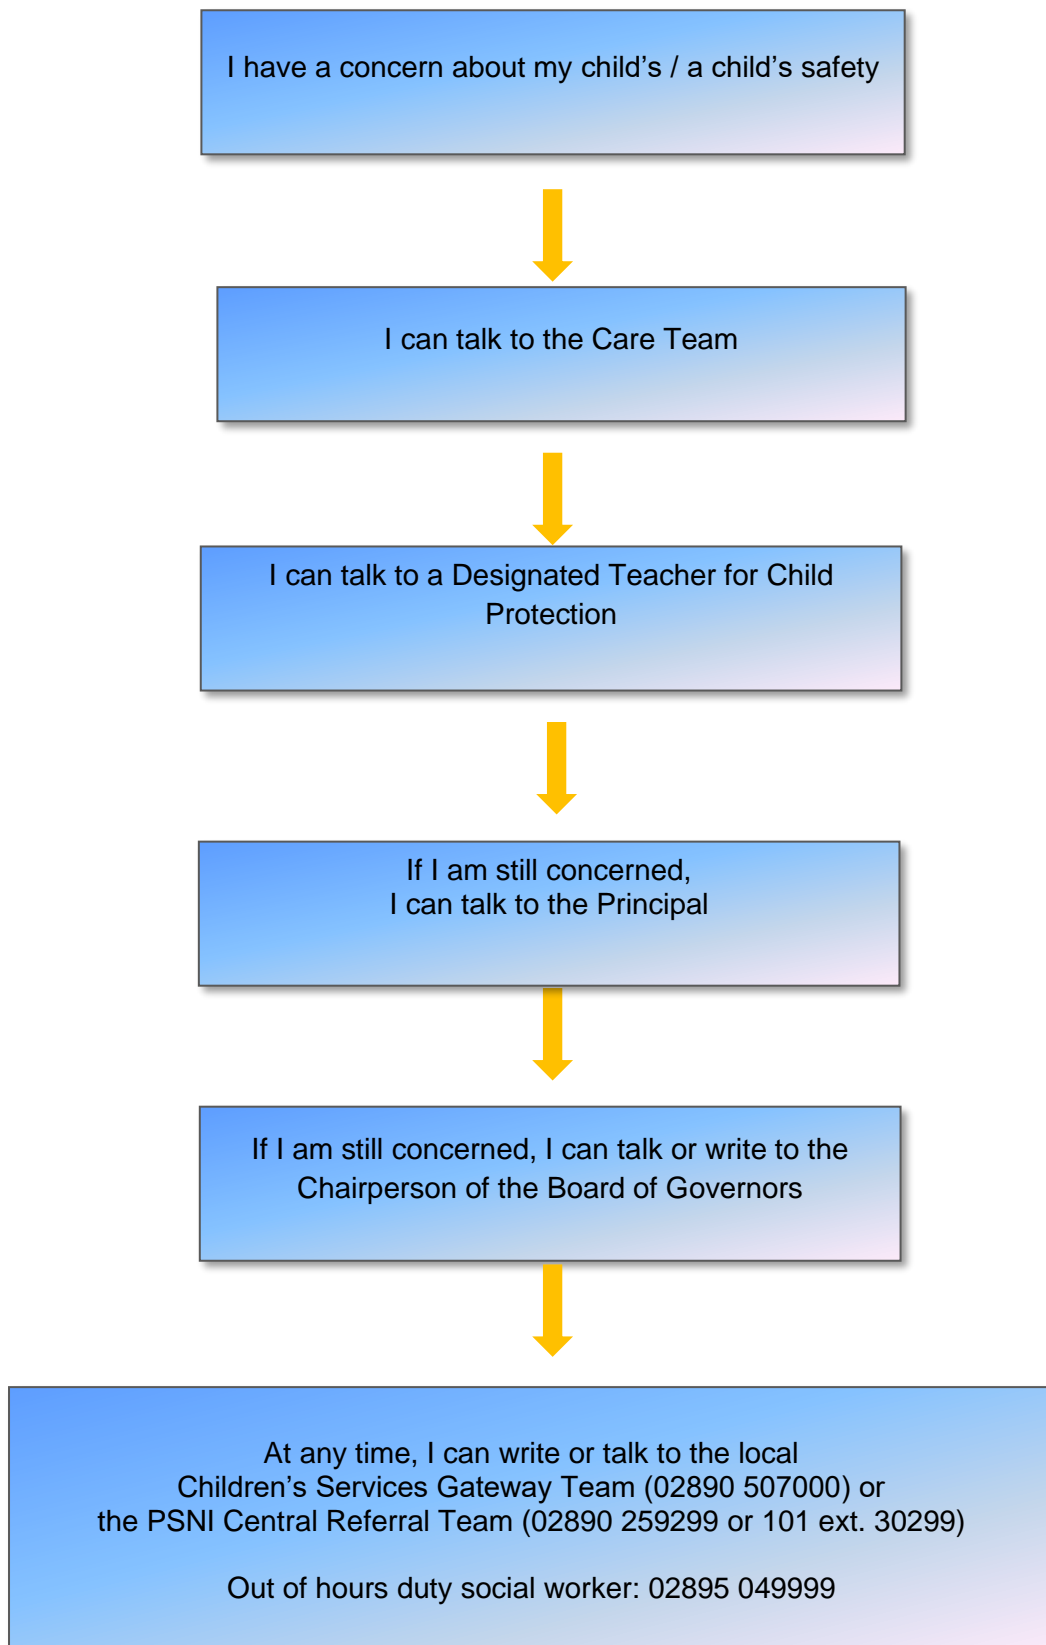 I have a concern about my child’s / a child’s safety
I can talk to the Care Team
I can talk to a Designated Teacher for Child
Protection
If I am still concerned,
I can talk to the Principal
If I am still concerned, I can talk or write to the
Chairperson of the Board of Governors
At any time, I can write or talk to the local
Children’s Services Gateway Team (02890 507000) or
the PSNI Central Referral Team (02890 259299 or 101 ext. 30299)
Out of hours duty social worker: 02895 049999